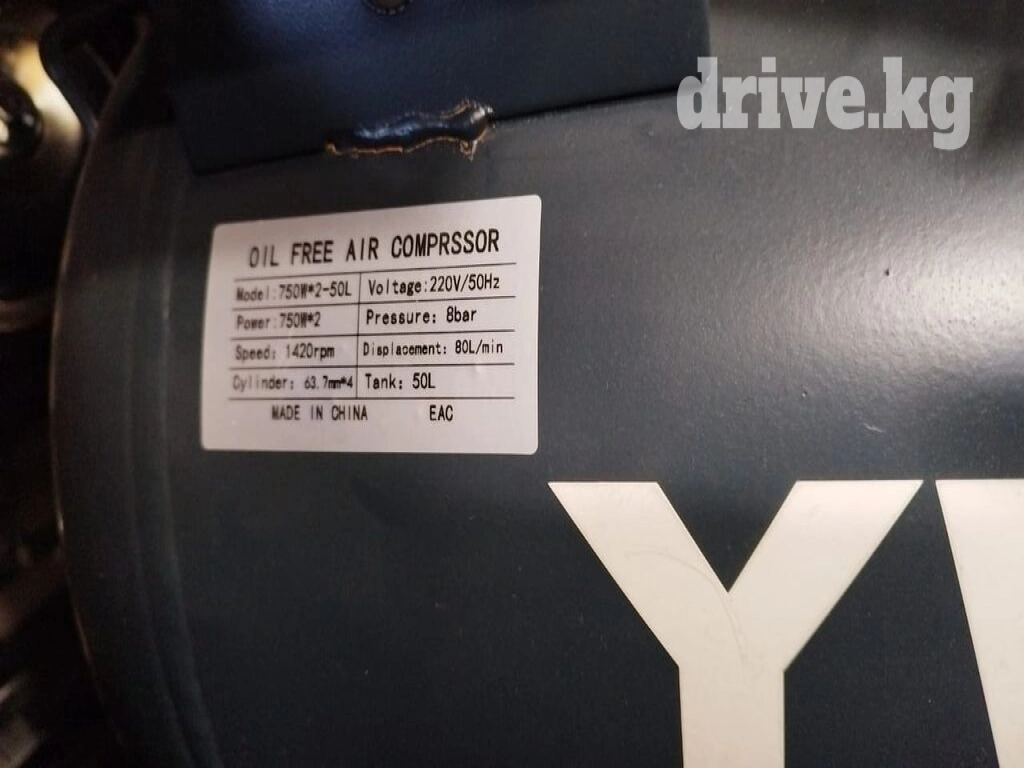 drive.kg
OIL FREE AIR COMPRSSOR
Model:750W*2-50L Voltage:220V/50Hz
Power:750W*2 Pressure: 8bar
Speed: 1420rpm Displacement: 80L/min
Cylinder: 63.7mm*4 Tank: 50L
MADE IN CHINA EAC
Y